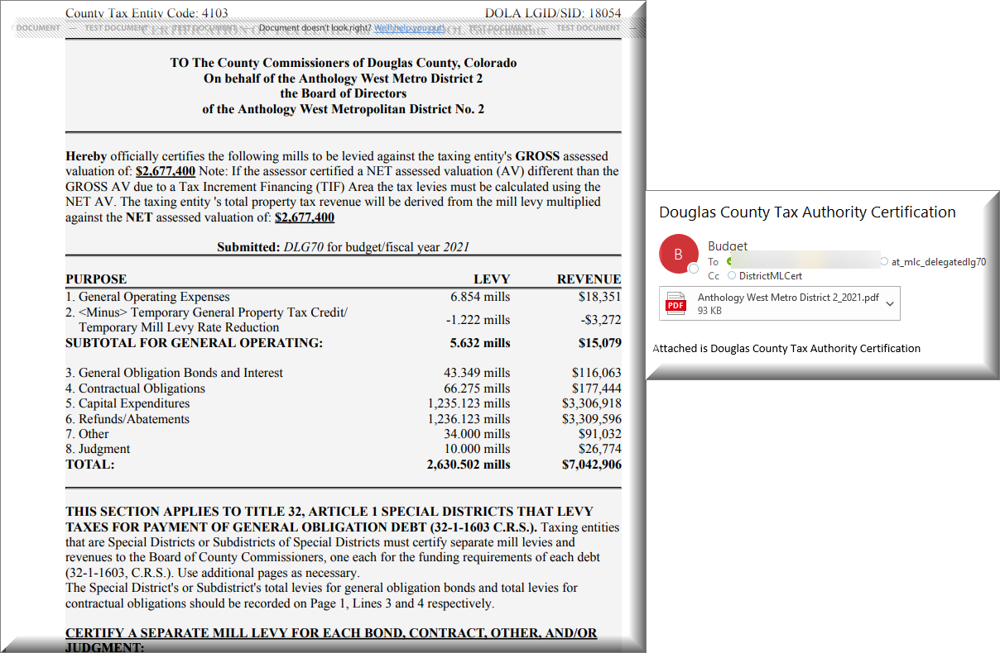 County Tax Entity Code: 4103 DOLA LGID/SID: 18054
DOCUMENT — TEST DOCUMENT TEST DOCUMENT Document doesn't look right? We'll help you out! TEST DOCUMENT TEST DOCUMENT —
CERTIFICATION OF TAX LEVIES for NON-SCHOOL Governments
TO The County Commissioners of Douglas County, Colorado
On behalf of the Anthology West Metro District 2
the Board of Directors
of the Anthology West Metropolitan District No. 2
Hereby officially certifies the following mills to be levied against the taxing entity's GROSS assessed
valuation of: $2,677,400 Note: If the assessor certified a NET assessed valuation (AV) different than the
GROSS AV due to a Tax Increment Financing (TIF) Area the tax levies must be calculated using the
NET AV. The taxing entity 's total property tax revenue will be derived from the mill levy multiplied
against the NET assessed valuation of: $2,677,400
Submitted: DLG70 for budget/fiscal year 2021
PURPOSE LEVY REVENUE
1. General Operating Expenses 6.854 mills $18,351
2. <Minus> Temporary General Property Tax Credit/
Temporary Mill Levy Rate Reduction -1.222 mills -$3,272
SUBTOTAL FOR GENERAL OPERATING: 5.632 mills $15,079
3. General Obligation Bonds and Interest 43.349 mills $116,063
4. Contractual Obligations 66.275 mills $177,444
5. Capital Expenditures 1,235.123 mills $3,306,918
6. Refunds/Abatements 1,236.123 mills $3,309,596
7. Other 34.000 mills $91,032
8. Judgment 10.000 mills $26,774
TOTAL: 2,630.502 mills $7,042,906
THIS SECTION APPLIES TO TITLE 32, ARTICLE 1 SPECIAL DISTRICTS THAT LEVY
TAXES FOR PAYMENT OF GENERAL OBLIGATION DEBT (32-1-1603 C.R.S.). Taxing entities
that are Special Districts or Subdistricts of Special Districts must certify separate mill levies and
revenues to the Board of County Commissioners, one each for the funding requirements of each debt
(32-1-1603, C.R.S.). Use additional pages as necessary.
The Special District's or Subdistrict's total levies for general obligation bonds and total levies for
contractual obligations should be recorded on Page 1, Lines 3 and 4 respectively.
CERTIFY A SEPARATE MILL LEVY FOR EACH BOND, CONTRACT, OTHER, AND/OR
JUDGMENT:
Douglas County Tax Authority Certification
B
Budget
To at_mlc_delegatedlg70
Cc DistrictMLCert
PDF
Anthology West Metro District 2_2021.pdf
93 KB
Attached is Douglas County Tax Authority Certification